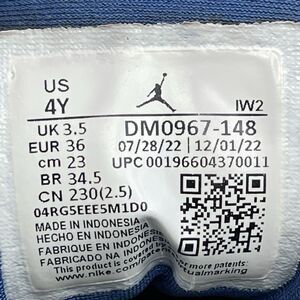 US
4Y
IW2
UK 3.5
EUR 36
cm 23
BR 34.5
CN 230(2.5)
DM0967-148
07/28/22 12/01/22
UPC 00196604370011
04RG5EEE5M1D0
MADE IN INDONESIA
HECHO EN INDONESIA
FABRIQUE EN INDONESIE
FABRICADO NA INDONESIA